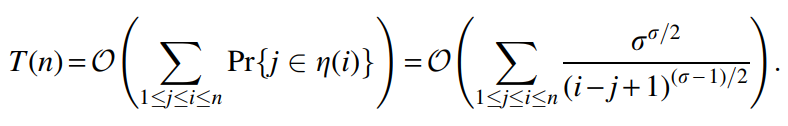 T(n) = 𝒪( ∑_{1≤j≤i≤n} Pr{j ∈ η(i)} ) = 𝒪( ∑_{1≤j≤i≤n} σ^{σ/2} / (i−j+1)^{(σ−1)/2} ).